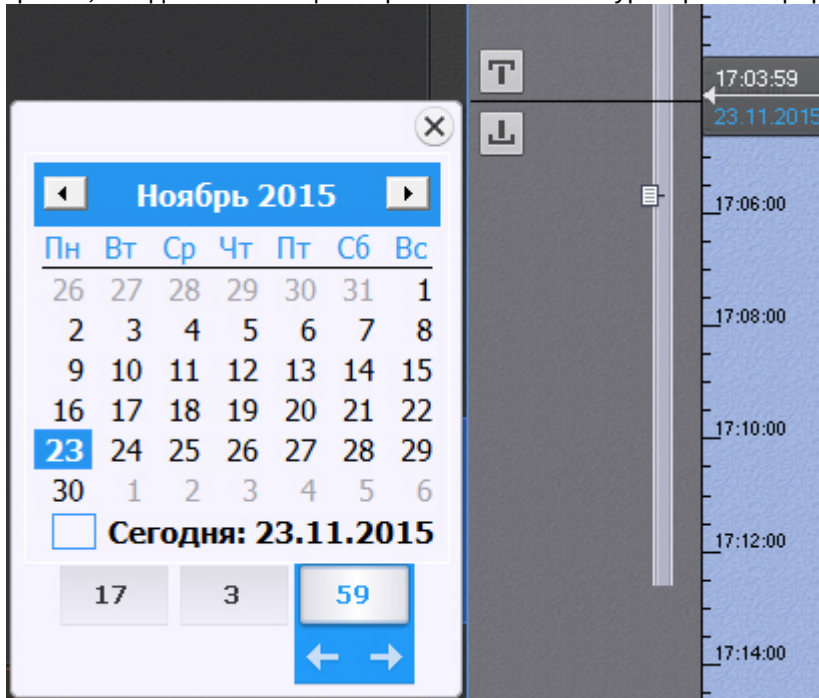 17:03:59
23.11.2015
Ноябрь 2015
Пн Вт Ср Чт Пт Сб Вс
26 27 28 29 30 31 1
2 3 4 5 6 7 8
9 10 11 12 13 14 15
16 17 18 19 20 21 22
23 24 25 26 27 28 29
30 1 2 3 4 5 6
Сегодня: 23.11.2015
17 3 59
17:06:00
17:08:00
17:10:00
17:12:00
17:14:00